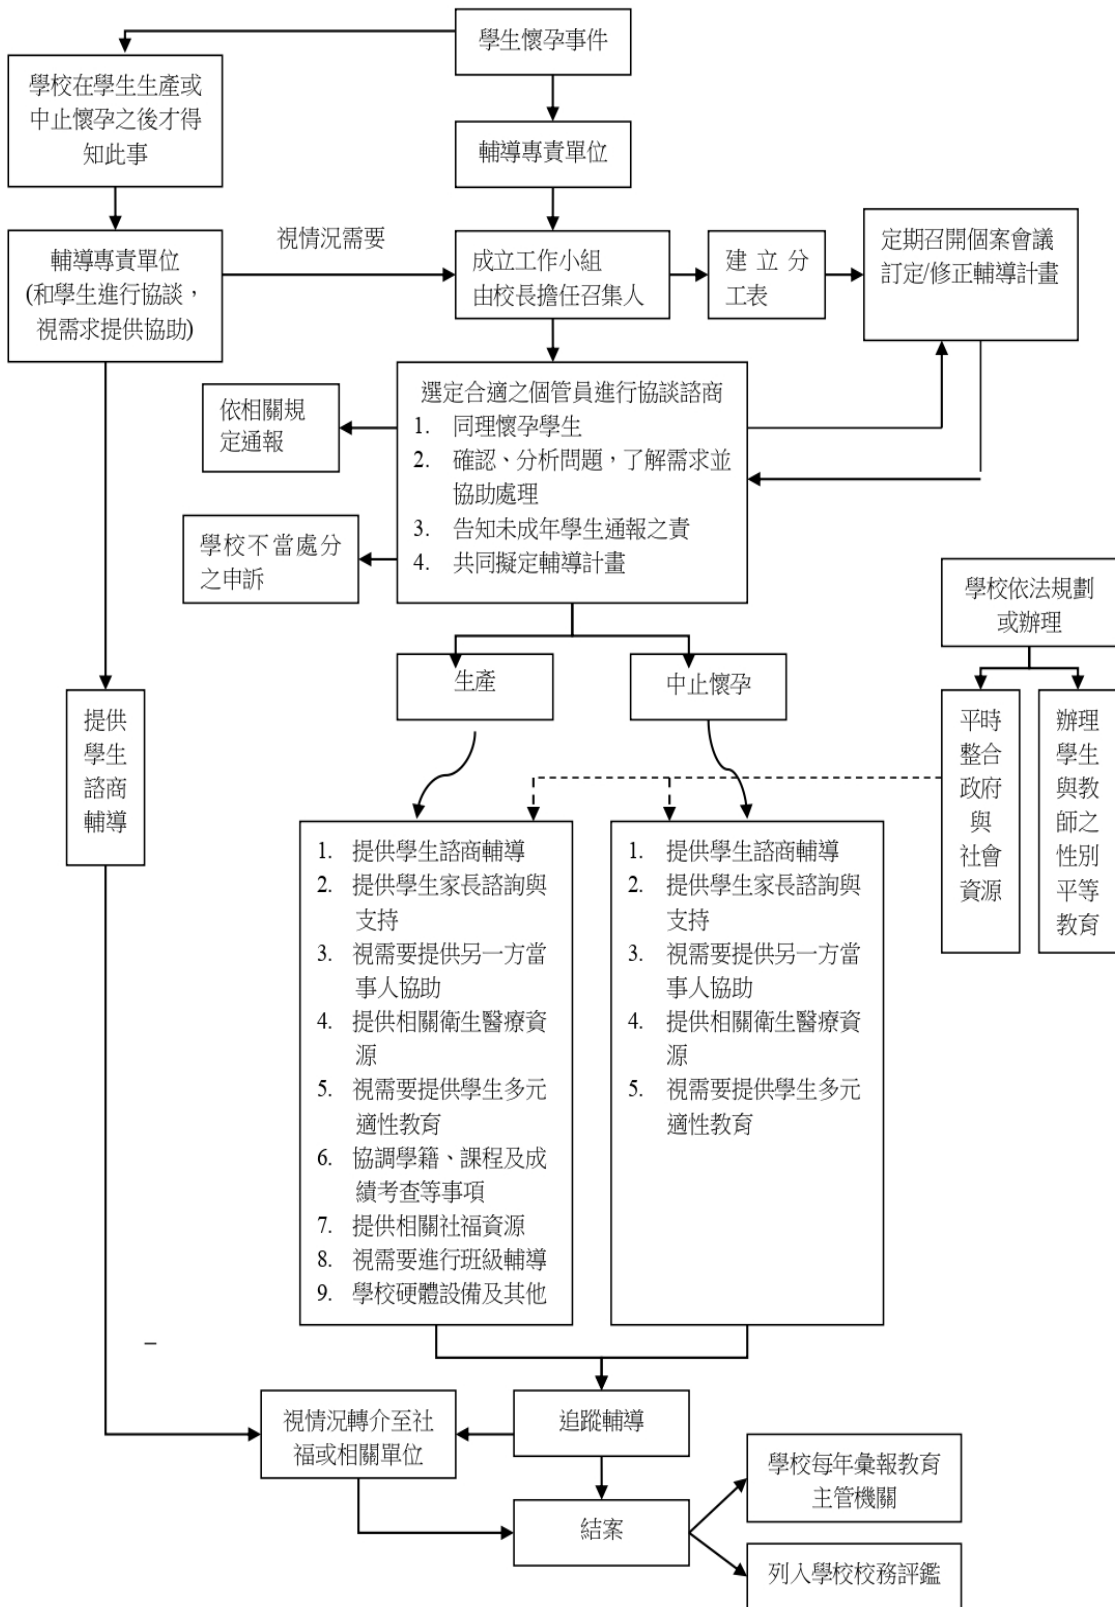 學生懷孕事件
學校在學生生產或
中止懷孕之後才得
知此事
輔導專責單位
輔導專責單位
(和學生進行協談，
視需求提供協助)
視情況需要
成立工作小組
由校長擔任召集人
建立分
工表
定期召開個案會議
訂定/修正輔導計畫
選定合適之個管員進行協談諮商
1. 同理懷孕學生
2. 確認、分析問題，了解需求並
協助處理
3. 告知未成年學生通報之責
4. 共同擬定輔導計畫
依相關規
定通報
學校不當處分
之申訴
學校依法規劃
或辦理
生產
中止懷孕
提供
學生
諮商
輔導
平時
整合
政府
與
社會
資源
辦理
學生
與教
師之
性別
平等
教育
1. 提供學生諮商輔導
2. 提供學生家長諮詢與
支持
3. 視需要提供另一方當
事人協助
4. 提供相關衛生醫療資
源
5. 視需要提供學生多元
適性教育
6. 協調學籍、課程及成
績考查等事項
7. 提供相關社福資源
8. 視需要進行班級輔導
9. 學校硬體設備及其他
1. 提供學生諮商輔導
2. 提供學生家長諮詢與
支持
3. 視需要提供另一方當
事人協助
4. 提供相關衛生醫療資
源
5. 視需要提供學生多元
適性教育
視情況轉介至社
福或相關單位
追蹤輔導
結案
學校每年彙報教育
主管機關
列入學校校務評鑑